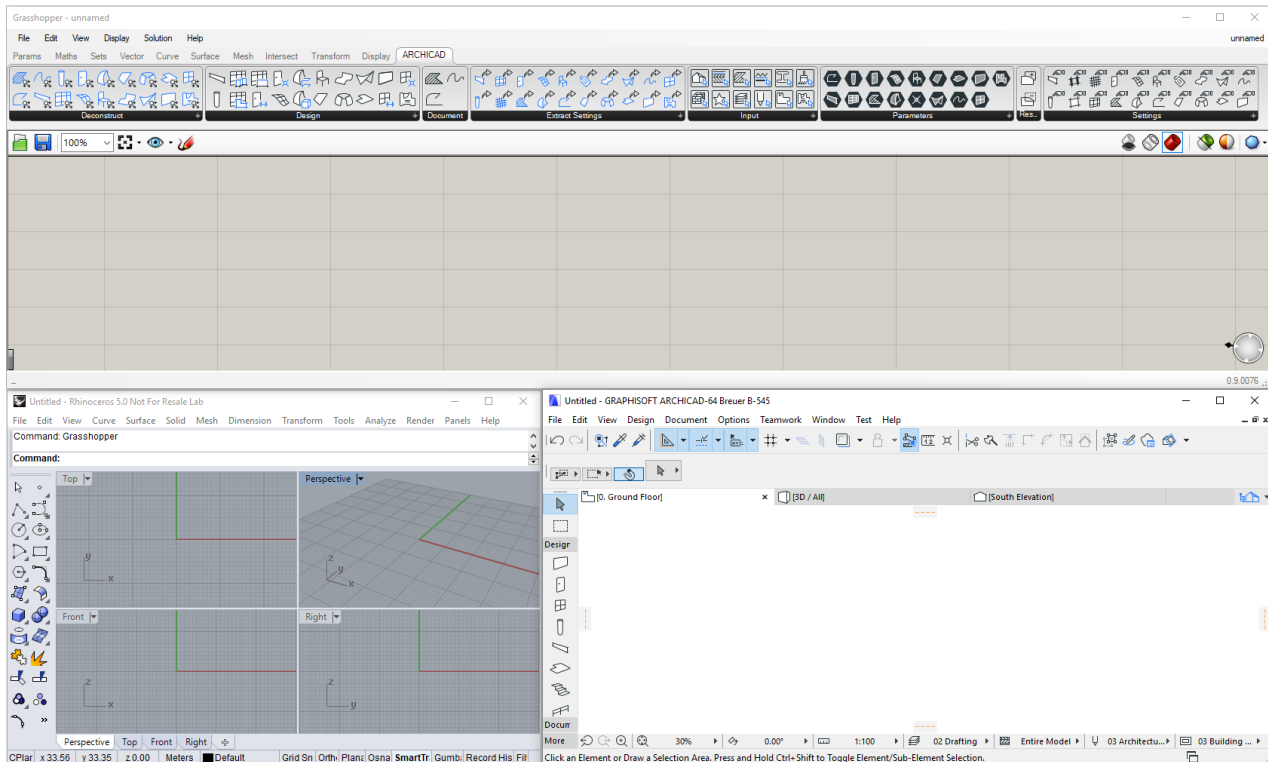 Grasshopper - unnamed
File Edit View Display Solution Help
unnamed
Params Maths Sets Vector Curve Surface Mesh Intersect Transform Display ARCHICAD
Deconstruct Design Document Extract Settings Input Parameters Res.. Settings
100%
0.9.0076
Untitled - Rhinoceros 5.0 Not For Resale Lab
File Edit View Curve Surface Solid Mesh Dimension Transform Tools Analyze Render Panels Help
Command: Grasshopper
Command:
Top
Perspective
y
x
z
y
x
Front
Right
z
x
z
y
Perspective Top Front Right
CPlar x 33.56 y 33.35 z 0.00 Meters Default Grid Sn Orth Plana Osna SmartTr Gumb Record His Filt
Untitled - GRAPHISOFT ARCHICAD-64 Breuer B-545
File Edit View Design Document Options Teamwork Window Test Help
[0. Ground Floor] [3D / All] [South Elevation]
Design
Docum
More 30% 0.00° 1:100 02 Drafting Entire Model 03 Architectu... 03 Building ...
Click an Element or Draw a Selection Area. Press and Hold Ctrl+Shift to Toggle Element/Sub-Element Selection.